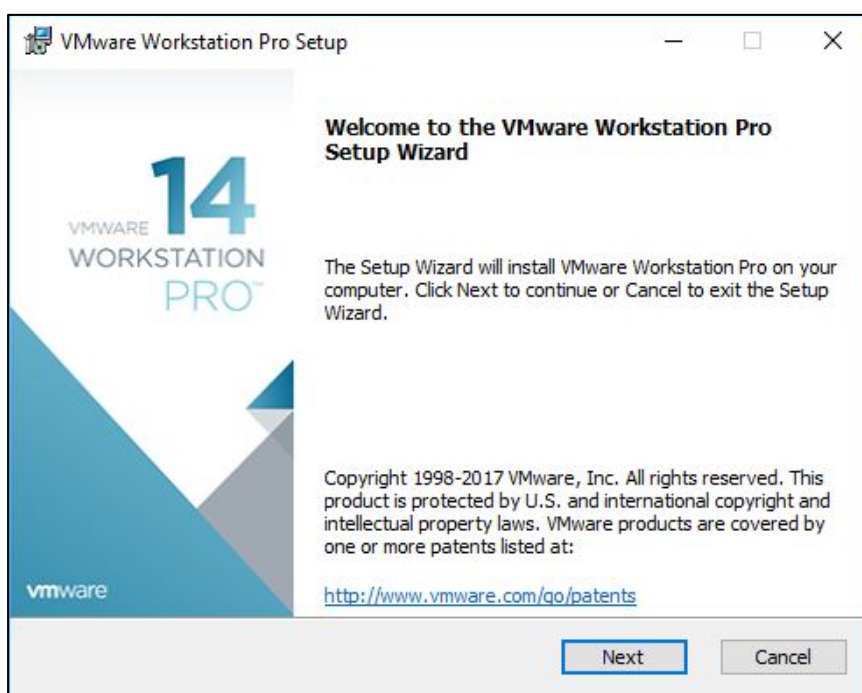 VMware Workstation Pro Setup
Welcome to the VMware Workstation Pro
Setup Wizard
VMWARE 14
WORKSTATION
PRO™
The Setup Wizard will install VMware Workstation Pro on your
computer. Click Next to continue or Cancel to exit the Setup
Wizard.
Copyright 1998-2017 VMware, Inc. All rights reserved. This
product is protected by U.S. and international copyright and
intellectual property laws. VMware products are covered by
one or more patents listed at:
vmware
http://www.vmware.com/go/patents
Next
Cancel